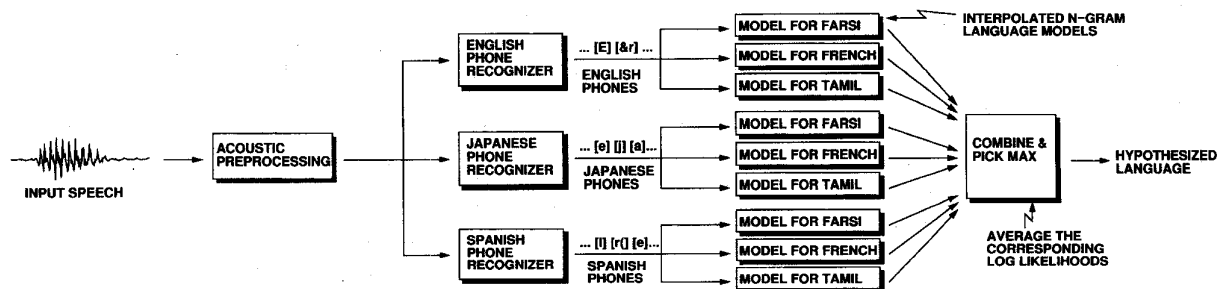 INPUT SPEECH
ACOUSTIC
PREPROCESSING
ENGLISH
PHONE
RECOGNIZER
... [E] [&r] ...
ENGLISH
PHONES
MODEL FOR FARSI
MODEL FOR FRENCH
MODEL FOR TAMIL
INTERPOLATED N-GRAM
LANGUAGE MODELS
JAPANESE
PHONE
RECOGNIZER
... [e] [j] [a]...
JAPANESE
PHONES
MODEL FOR FARSI
MODEL FOR FRENCH
MODEL FOR TAMIL
SPANISH
PHONE
RECOGNIZER
... [l] [r(] [e]...
SPANISH
PHONES
MODEL FOR FARSI
MODEL FOR FRENCH
MODEL FOR TAMIL
COMBINE &
PICK MAX
HYPOTHESIZED
LANGUAGE
AVERAGE THE
CORRESPONDING
LOG LIKELIHOODS